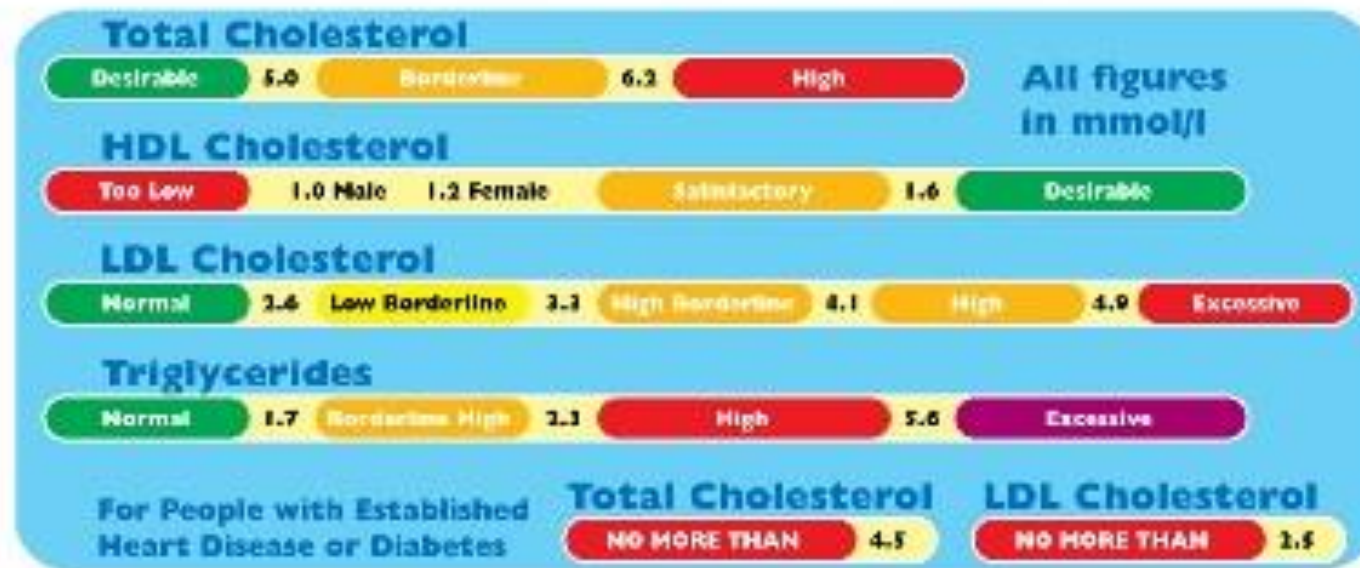 Total Cholesterol
Desirable 5.0 Borderline 6.2 High
All figures
in mmol/l
HDL Cholesterol
Too Low 1.0 Male 1.2 Female Satisfactory 1.6 Desirable
LDL Cholesterol
Normal 2.6 Low Borderline 3.3 High Borderline 4.1 High 4.9 Excessive
Triglycerides
Normal 1.7 Borderline High 2.3 High 5.6 Excessive
For People with Established
Heart Disease or Diabetes
Total Cholesterol
NO MORE THAN 4.5
LDL Cholesterol
NO MORE THAN 2.5